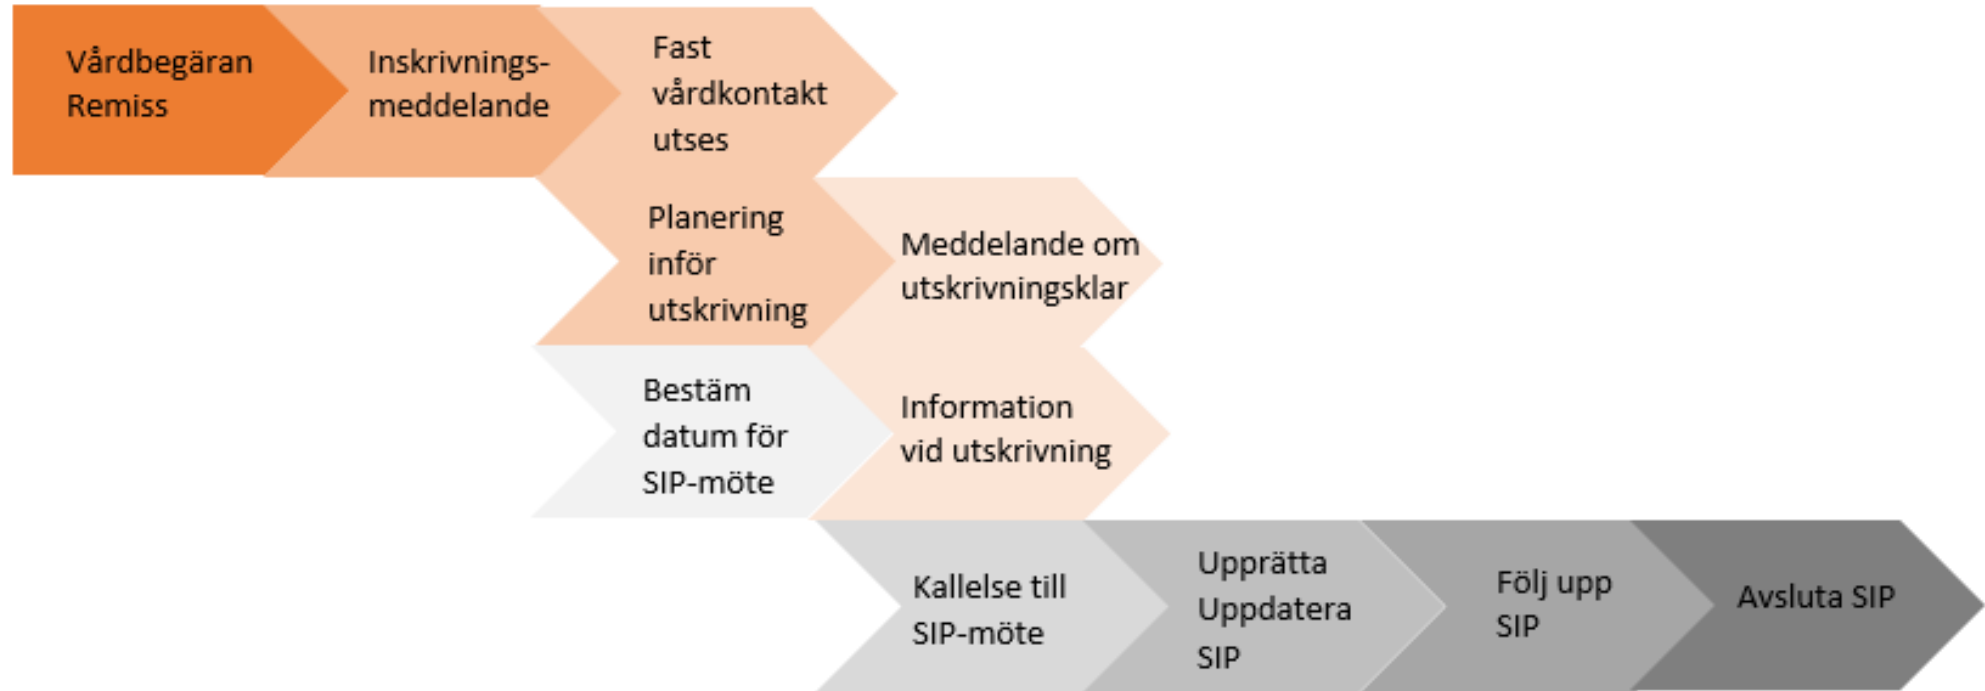 Vårdbegäran
Remiss
Inskrivnings-
meddelande
Fast
vårdkontakt
utses
Planering
inför
utskrivning
Meddelande om
utskrivningsklar
Bestäm
datum för
SIP-möte
Information
vid utskrivning
Kallelse till
SIP-möte
Upprätta
Uppdatera
SIP
Följ upp
SIP
Avsluta SIP